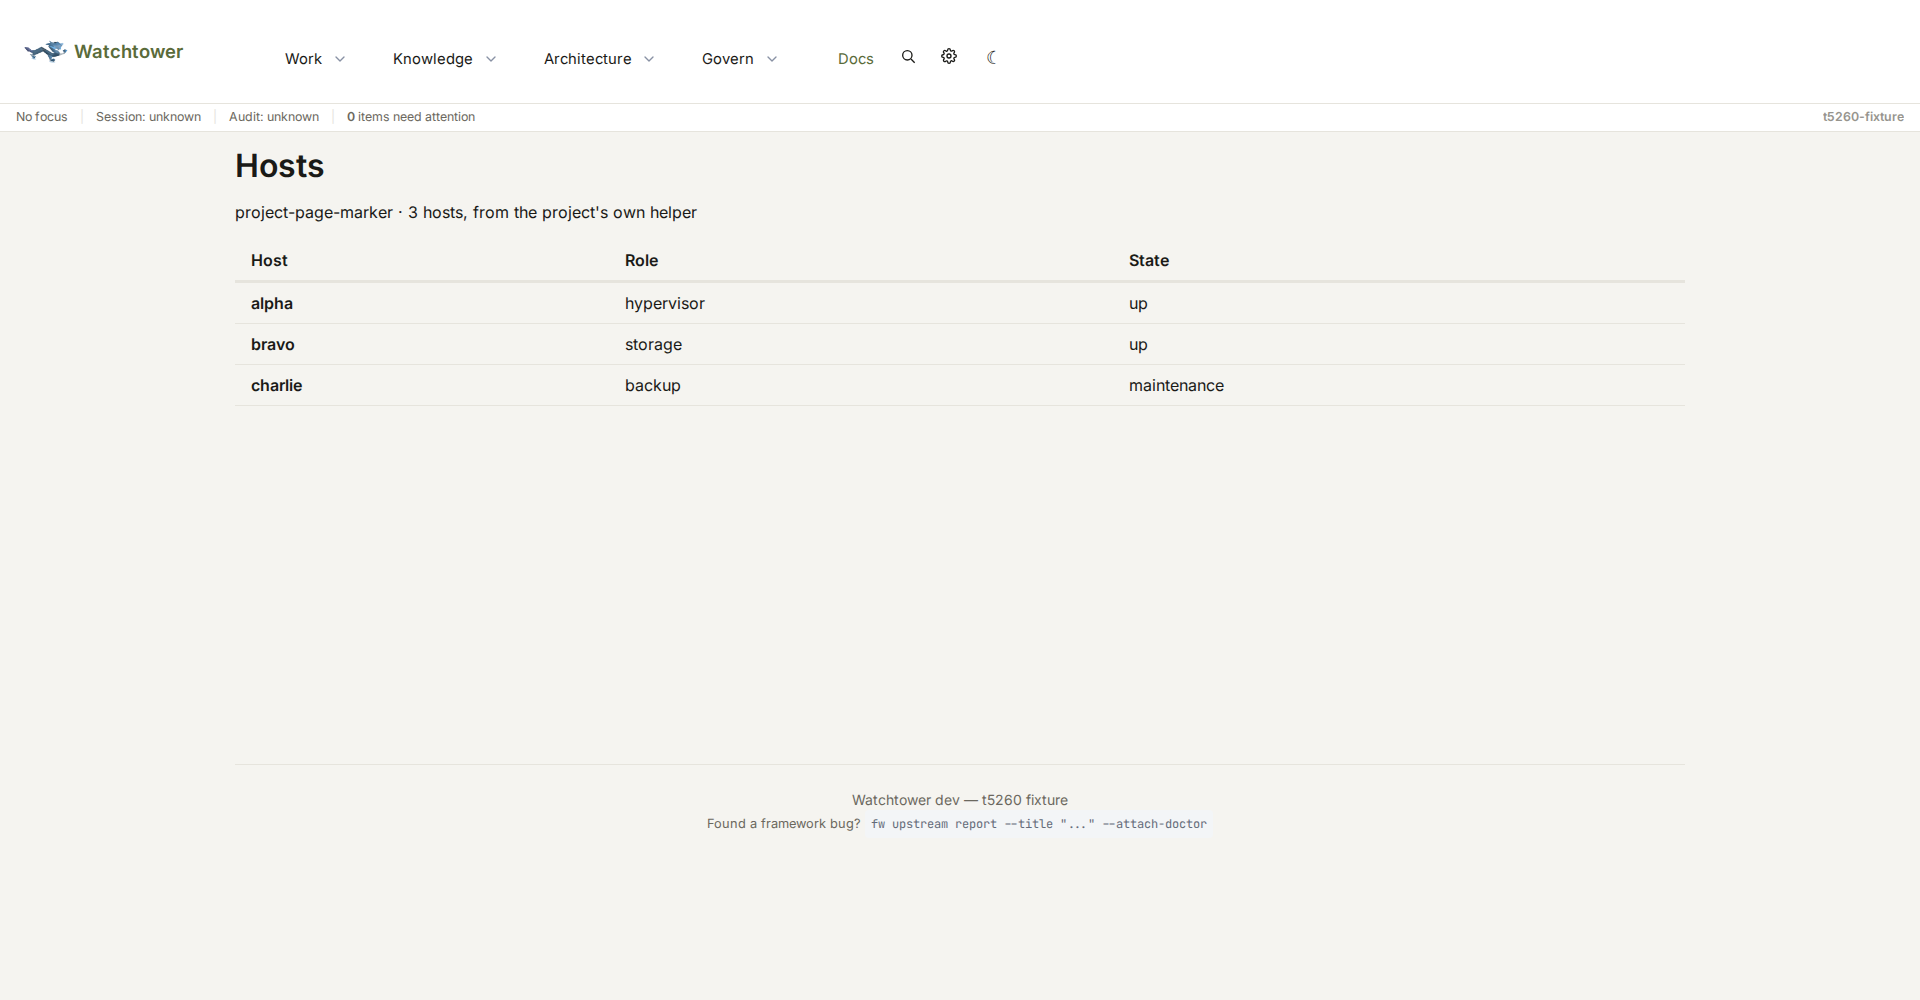 Watchtower
Work Knowledge Architecture Govern Docs
No focus Session: unknown Audit: unknown 0 items need attention t5260-fixture
Hosts
project-page-marker · 3 hosts, from the project's own helper
Host Role State
alpha hypervisor up
bravo storage up
charlie backup maintenance
Watchtower dev — t5260 fixture
Found a framework bug? fw upstream report --title "..." --attach-doctor